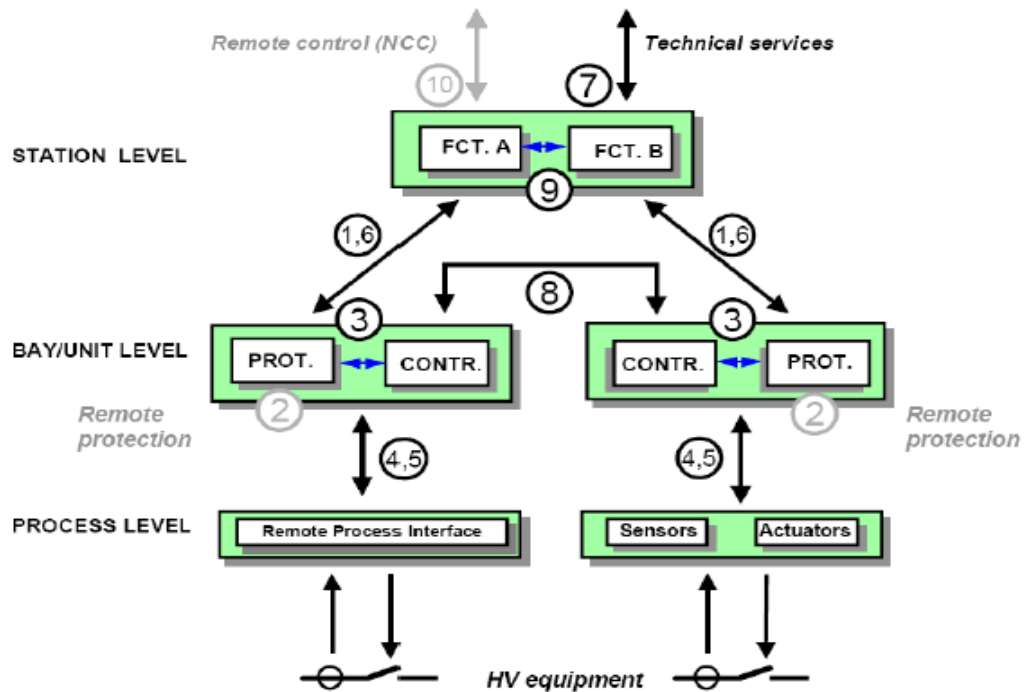 Remote control (NCC)
Technical services
10
7
STATION LEVEL
FCT. A
FCT. B
9
1,6
1,6
8
3
3
BAY/UNIT LEVEL
PROT.
CONTR.
CONTR.
PROT.
2
2
Remote
protection
Remote
protection
4,5
4,5
PROCESS LEVEL
Remote Process Interface
Sensors
Actuators
HV equipment